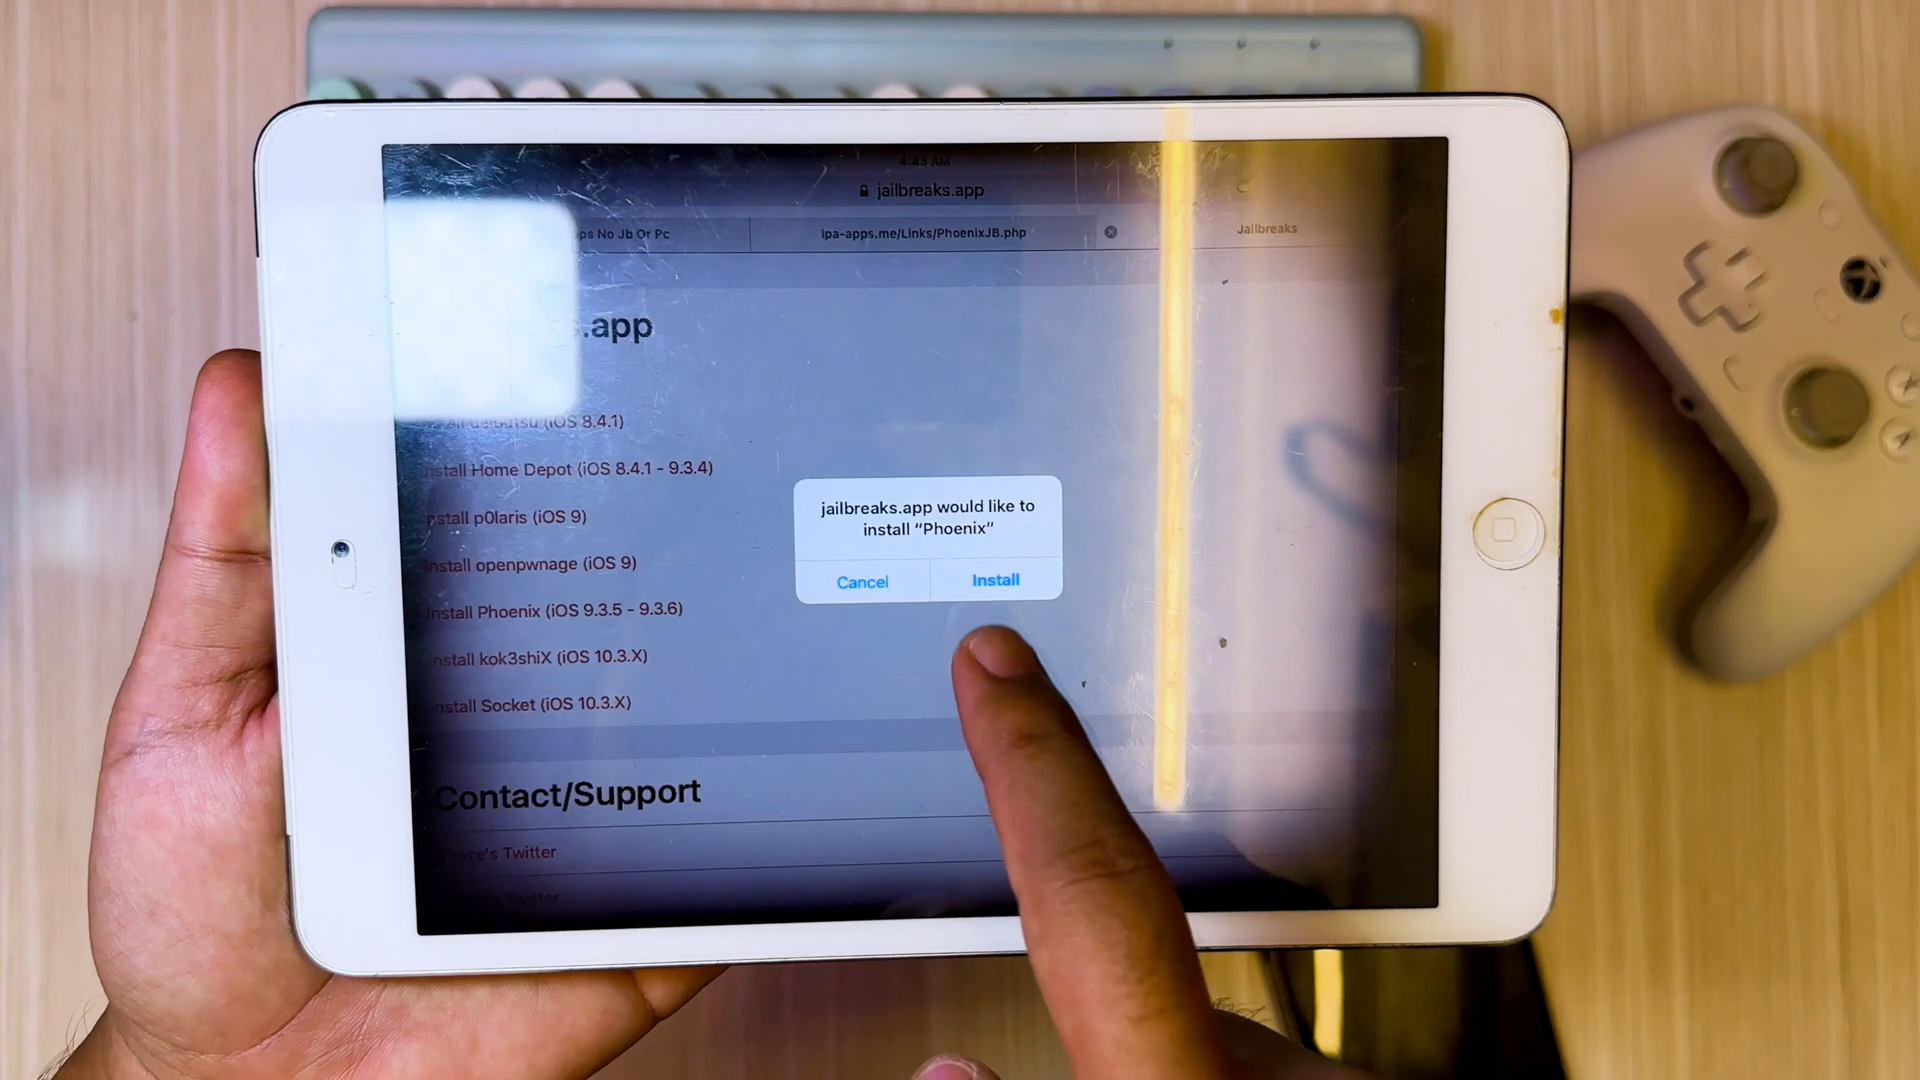 4:43 AM
jailbreaks.app
ps No Jb Or Pc
ipa-apps.me/Links/PhoenixJB.php
Jailbreaks
s.app
(iOS 8.4.1)
nstall Home Depot (iOS 8.4.1 - 9.3.4)
nstall p0laris (iOS 9)
nstall openpwnage (iOS 9)
Install Phoenix (iOS 9.3.5 - 9.3.6)
nstall kok3shiX (iOS 10.3.X)
nstall Socket (iOS 10.3.X)
jailbreaks.app would like to
install “Phoenix”
Cancel
Install
Contact/Support
Twitter
Twitter